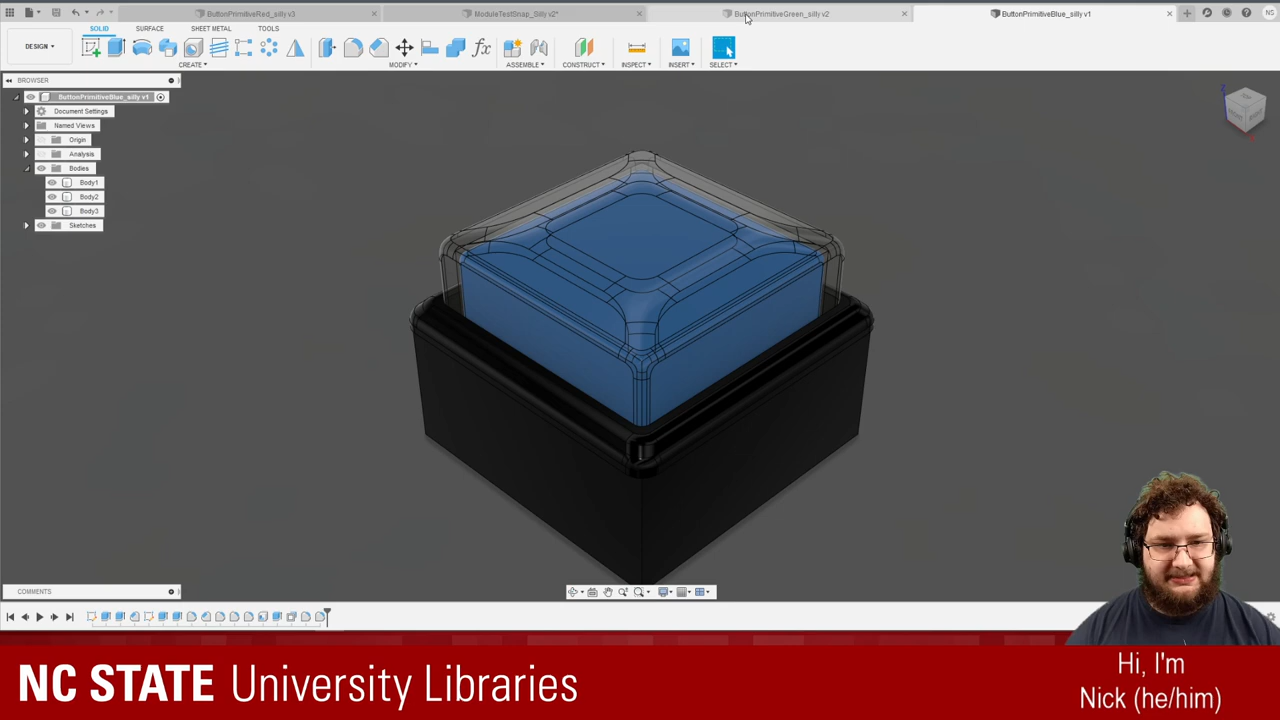 ButtonPrimitiveRed_silly v3
ModuleTestSnap_Silly v2*
ButtonPrimitiveGreen_silly v2
ButtonPrimitiveBlue_silly v1
NS
DESIGN
SOLID SURFACE SHEET METAL TOOLS
CREATE MODIFY ASSEMBLE CONSTRUCT INSPECT INSERT SELECT
BROWSER
ButtonPrimitiveBlue_silly v1
Document Settings
Named Views
Origin
Analysis
Bodies
Body1
Body2
Body3
Sketches
Z
COMMENTS
NC STATE University Libraries
Hi, I'm
Nick (he/him)